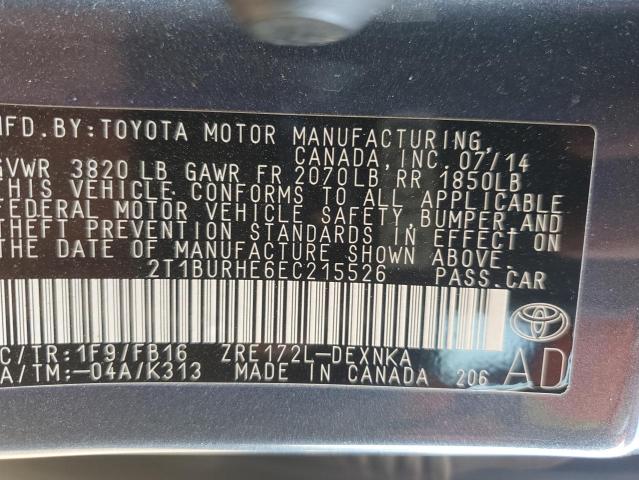 MFD.BY:TOYOTA MOTOR MANUFACTURING,
CANADA, INC. 07/14
GVWR 3820 LB GAWR FR 2070LB RR 1850LB
THIS VEHICLE CONFORMS TO ALL APPLICABLE
FEDERAL MOTOR VEHICLE SAFETY, BUMPER, AND
THEFT PREVENTION STANDARDS IN EFFECT ON
THE DATE OF MANUFACTURE SHOWN ABOVE.
2T1BURHE6EC215526 PASS.CAR
C/TR:1F9/FB16 ZRE172L-DEXNKA
A/TM:-04A/K313 MADE IN CANADA 206 AD